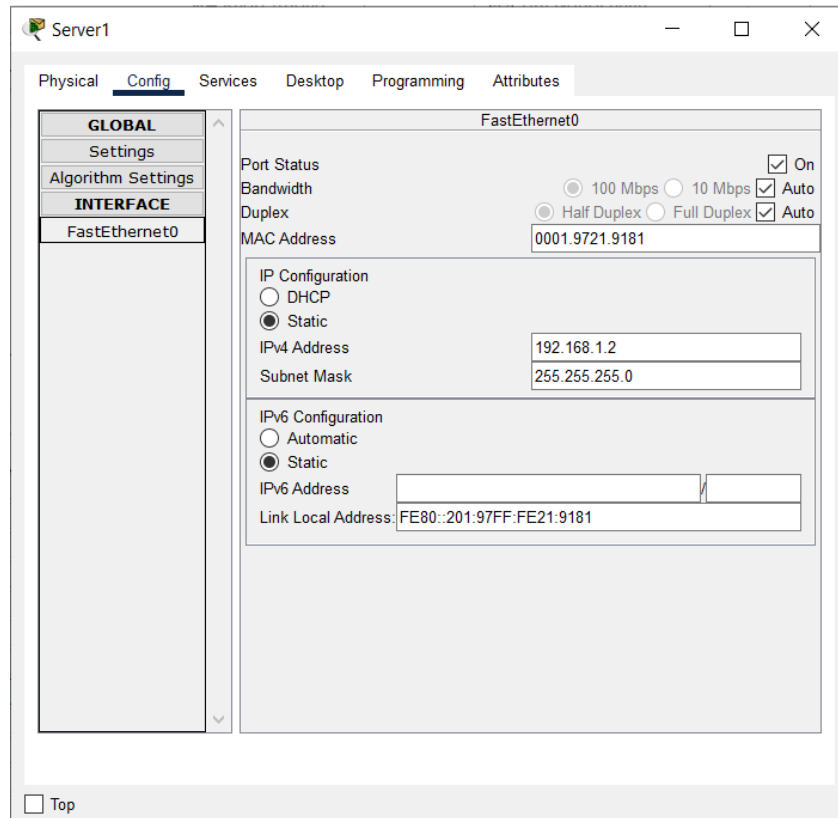 Server1
Physical Config Services Desktop Programming Attributes
GLOBAL
Settings
Algorithm Settings
INTERFACE
FastEthernet0
FastEthernet0
Port Status On
Bandwidth 100 Mbps 10 Mbps Auto
Duplex Half Duplex Full Duplex Auto
MAC Address 0001.9721.9181
IP Configuration
DHCP
Static
IPv4 Address 192.168.1.2
Subnet Mask 255.255.255.0
IPv6 Configuration
Automatic
Static
IPv6 Address /
Link Local Address: FE80::201:97FF:FE21:9181
Top